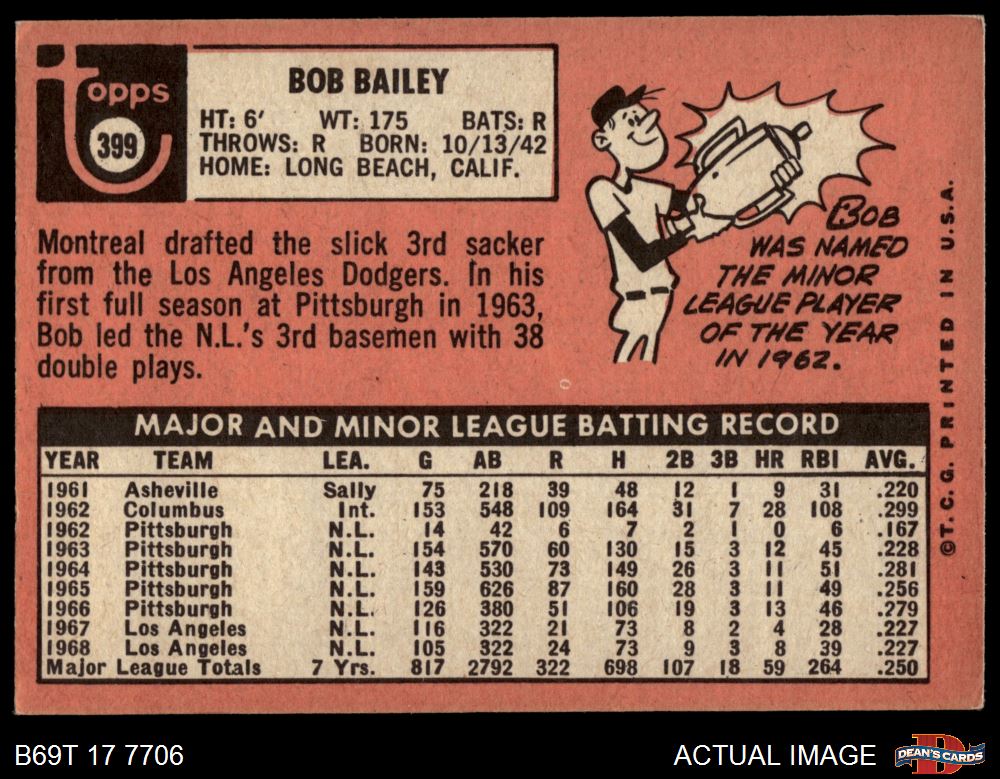 topps
399
BOB BAILEY
HT: 6' WT: 175 BATS: R
THROWS: R BORN: 10/13/42
HOME: LONG BEACH, CALIF.
Montreal drafted the slick 3rd sacker
from the Los Angeles Dodgers. In his
first full season at Pittsburgh in 1963,
Bob led the N.L.'s 3rd basemen with 38
double plays.
BOB
WAS NAMED
THE MINOR
LEAGUE PLAYER
OF THE YEAR
IN 1962.
©T.C.G. PRINTED IN U.S.A.
MAJOR AND MINOR LEAGUE BATTING RECORD
YEAR TEAM LEA. G AB R H 2B 3B HR RBI AVG.
1961 Asheville Sally 75 218 39 48 12 1 9 31 .220
1962 Columbus Int. 153 548 109 164 31 7 28 108 .299
1962 Pittsburgh N.L. 14 42 6 7 2 1 0 6 .167
1963 Pittsburgh N.L. 154 570 60 130 15 3 12 45 .228
1964 Pittsburgh N.L. 143 530 73 149 26 3 11 51 .281
1965 Pittsburgh N.L. 159 626 87 160 28 3 11 49 .256
1966 Pittsburgh N.L. 126 380 51 106 19 3 13 46 .279
1967 Los Angeles N.L. 116 322 21 73 8 2 4 28 .227
1968 Los Angeles N.L. 105 322 24 73 9 3 8 39 .227
Major League Totals 7 Yrs. 817 2792 322 698 107 18 59 264 .250
B69T 17 7706
ACTUAL IMAGE
D
DEAN'S CARDS